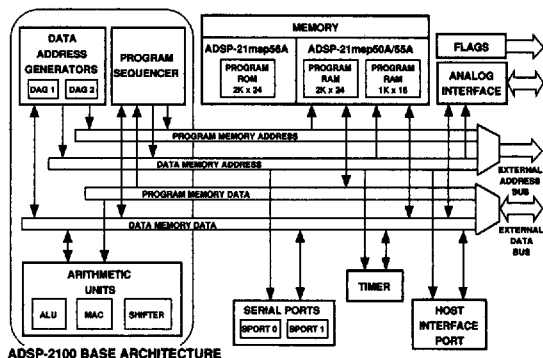 DATA
ADDRESS
GENERATORS
DAG 1
DAG 2
PROGRAM
SEQUENCER
MEMORY
ADSP-21msp56A
ADSP-21msp50A/55A
PROGRAM
ROM
2K x 24
PROGRAM
RAM
2K x 24
PROGRAM
RAM
1K x 16
FLAGS
ANALOG
INTERFACE
PROGRAM MEMORY ADDRESS
DATA MEMORY ADDRESS
PROGRAM MEMORY DATA
DATA MEMORY DATA
EXTERNAL
ADDRESS
BUS
EXTERNAL
DATA
BUS
ARITHMETIC
UNITS
ALU
MAC
SHIFTER
SERIAL PORTS
SPORT 0
SPORT 1
TIMER
HOST
INTERFACE
PORT
ADSP-2100 BASE ARCHITECTURE